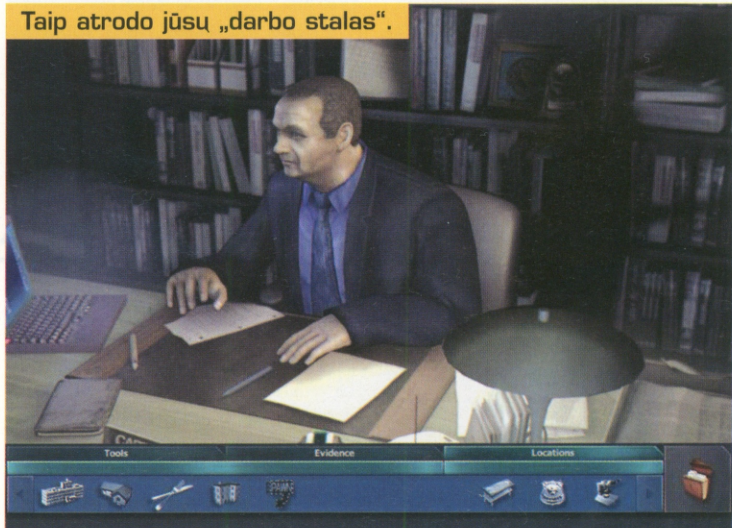 Taip atrodo jūsų „darbo stalas“.
Tools Evidence Locations